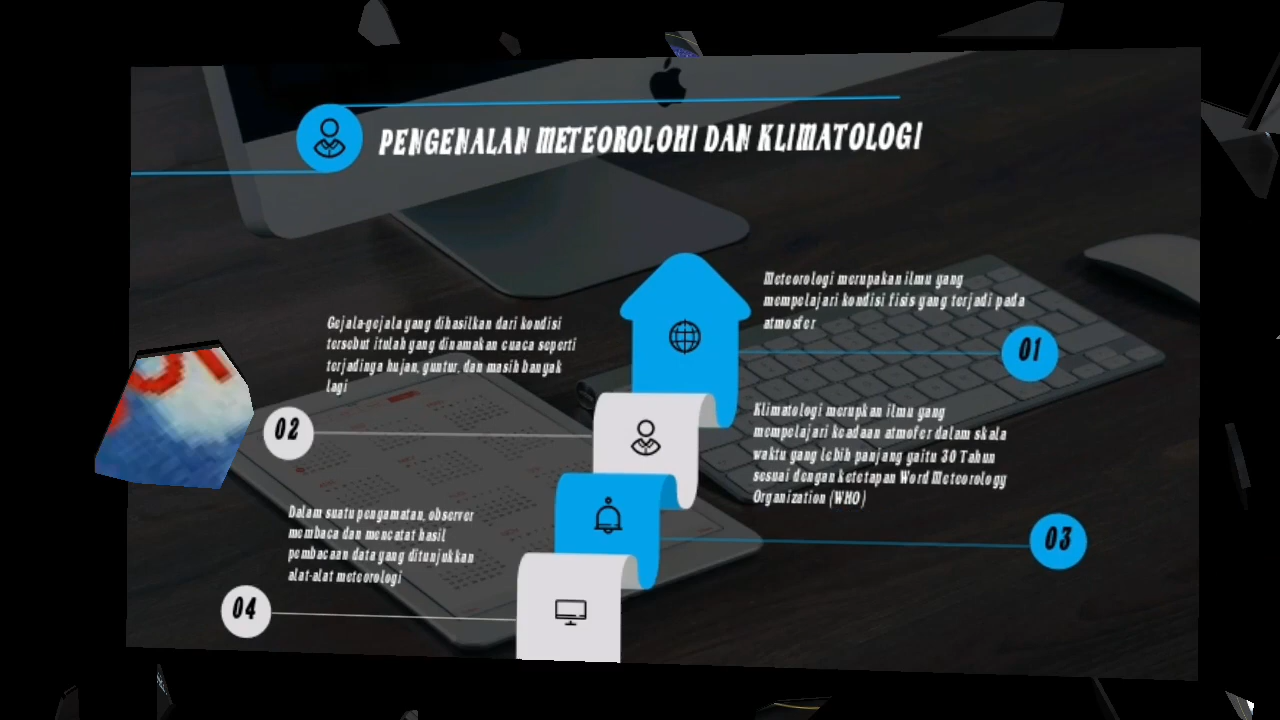 PENGENALAN METEOROLOHI DAN KLIMATOLOGI
Meteorologi merupakan ilmu yang
mempelajari kondisi fisis yang terjadi pada
atmosfer
01
Gejala-gejala yang dihasilkan dari kondisi
tersebut itulah yang dinamakan cuaca seperti
terjadinga hujan, guntur, dan masih banyak
lagi
02
Klimatologi merupkan ilmu yang
mempelajari keadaan atmofer dalam skala
waktu yang lebih panjang yaitu 30 Tahun
sesuai dengan ketetapan Word Meteorology
Organization (WHO)
03
Dalam suatu pengamatan, observer
membaca dan mencatat hasil
pembacaan data yang ditunjukkan
alat-alat meteorologi
04